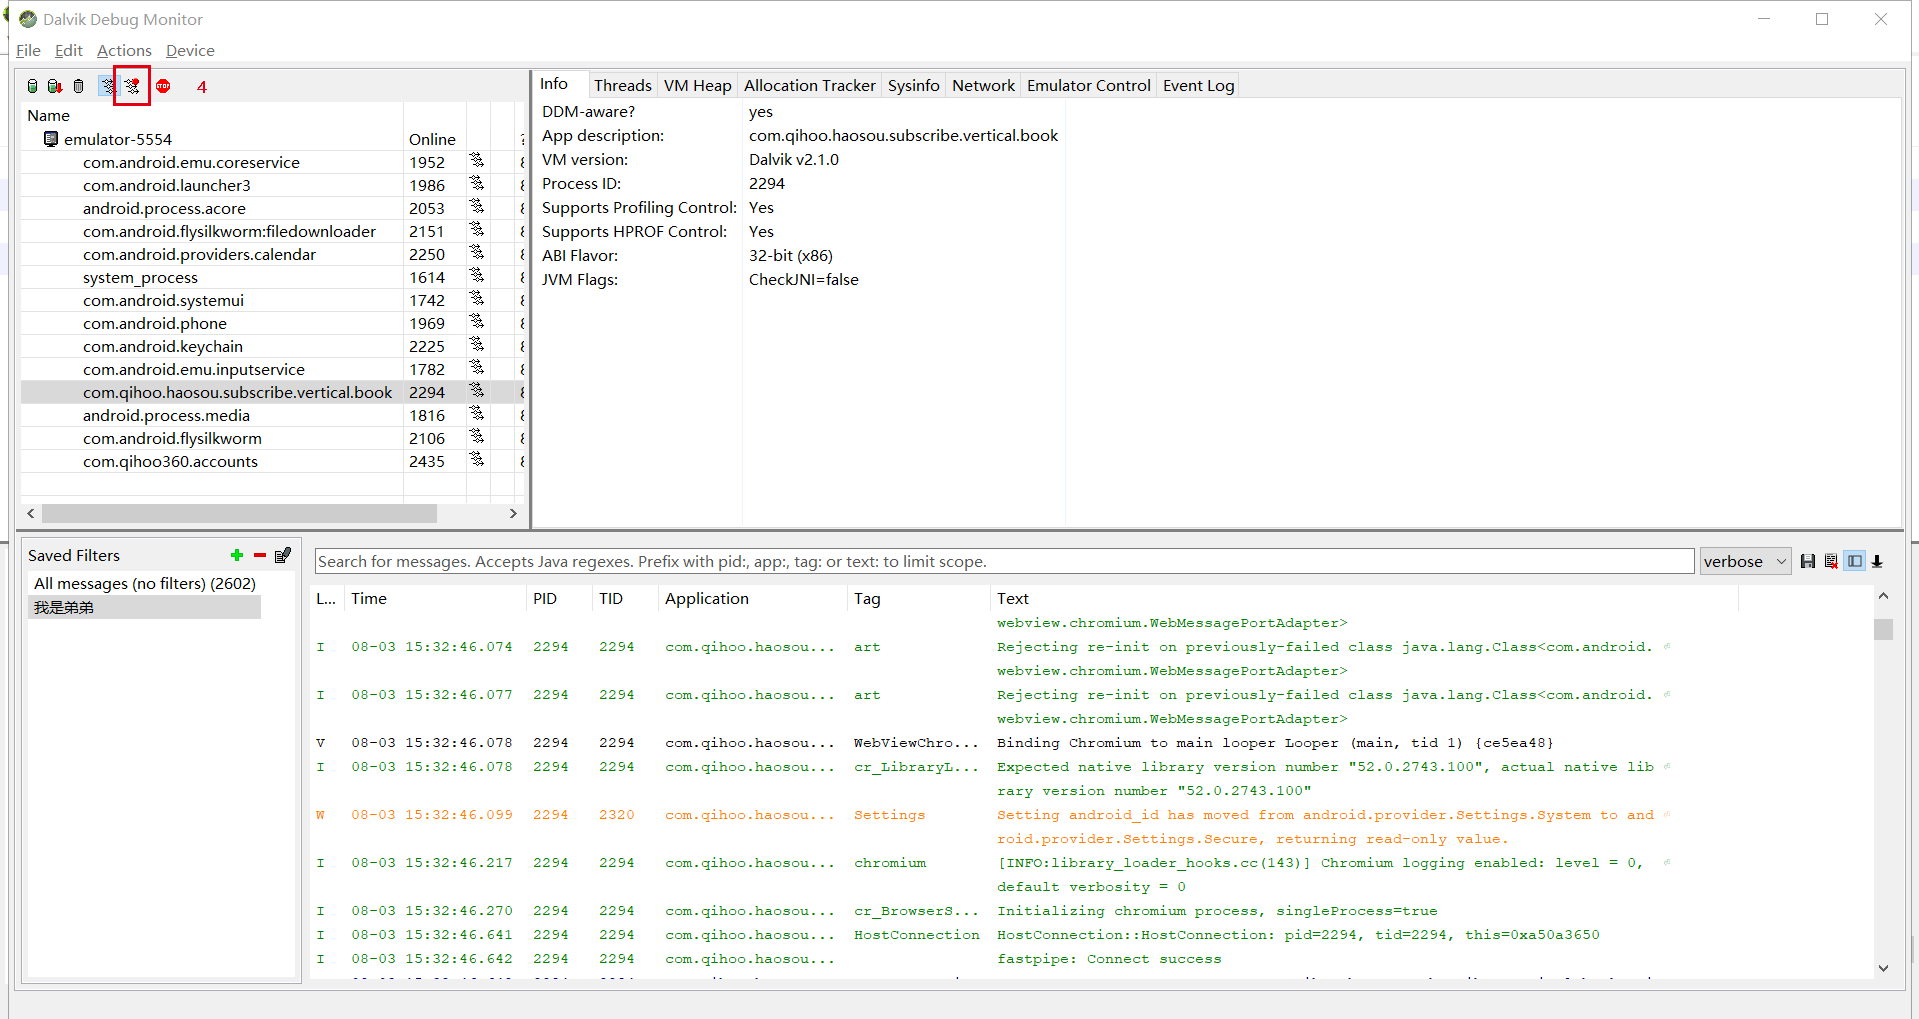 Dalvik Debug Monitor
File Edit Actions Device
STOP 4
Name
emulator-5554 Online
com.android.emu.coreservice 1952
com.android.launcher3 1986
android.process.acore 2053
com.android.flysilkworm:filedownloader 2151
com.android.providers.calendar 2250
system_process 1614
com.android.systemui 1742
com.android.phone 1969
com.android.keychain 2225
com.android.emu.inputservice 1782
com.qihoo.haosou.subscribe.vertical.book 2294
android.process.media 1816
com.android.flysilkworm 2106
com.qihoo360.accounts 2435
Info Threads VM Heap Allocation Tracker Sysinfo Network Emulator Control Event Log
DDM-aware? yes
App description: com.qihoo.haosou.subscribe.vertical.book
VM version: Dalvik v2.1.0
Process ID: 2294
Supports Profiling Control: Yes
Supports HPROF Control: Yes
ABI Flavor: 32-bit (x86)
JVM Flags: CheckJNI=false
Saved Filters
All messages (no filters) (2602)
我是弟弟
Search for messages. Accepts Java regexes. Prefix with pid:, app:, tag: or text: to limit scope. verbose
L... Time PID TID Application Tag Text
webview.chromium.WebMessagePortAdapter>
I 08-03 15:32:46.074 2294 2294 com.qihoo.haosou... art Rejecting re-init on previously-failed class java.lang.Class<com.android.
webview.chromium.WebMessagePortAdapter>
I 08-03 15:32:46.077 2294 2294 com.qihoo.haosou... art Rejecting re-init on previously-failed class java.lang.Class<com.android.
webview.chromium.WebMessagePortAdapter>
V 08-03 15:32:46.078 2294 2294 com.qihoo.haosou... WebViewChro... Binding Chromium to main looper Looper (main, tid 1) {ce5ea48}
I 08-03 15:32:46.078 2294 2294 com.qihoo.haosou... cr_LibraryL... Expected native library version number "52.0.2743.100", actual native lib
rary version number "52.0.2743.100"
W 08-03 15:32:46.099 2294 2320 com.qihoo.haosou... Settings Setting android_id has moved from android.provider.Settings.System to and
roid.provider.Settings.Secure, returning read-only value.
I 08-03 15:32:46.217 2294 2294 com.qihoo.haosou... chromium [INFO:library_loader_hooks.cc(143)] Chromium logging enabled: level = 0,
default verbosity = 0
I 08-03 15:32:46.270 2294 2294 com.qihoo.haosou... cr_BrowserS... Initializing chromium process, singleProcess=true
I 08-03 15:32:46.641 2294 2294 com.qihoo.haosou... HostConnection HostConnection::HostConnection: pid=2294, tid=2294, this=0xa50a3650
I 08-03 15:32:46.642 2294 2294 com.qihoo.haosou... fastpipe: Connect success